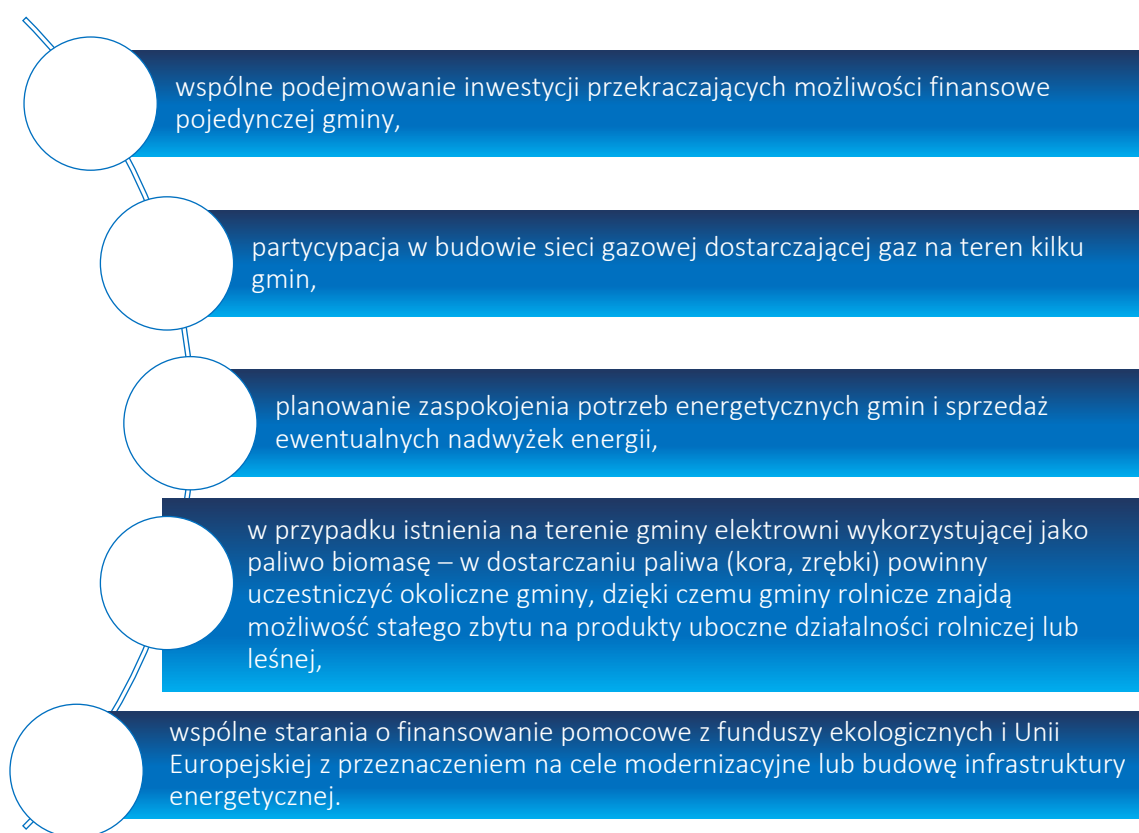 wspólne podejmowanie inwestycji przekraczających możliwości finansowe
pojedynczej gminy,
partycypacja w budowie sieci gazowej dostarczającej gaz na teren kilku
gmin,
planowanie zaspokojenia potrzeb energetycznych gmin i sprzedaż
ewentualnych nadwyżek energii,
w przypadku istnienia na terenie gminy elektrowni wykorzystującej jako
paliwo biomasę – w dostarczaniu paliwa (kora, zrębki) powinny
uczestniczyć okoliczne gminy, dzięki czemu gminy rolnicze znajdą
możliwość stałego zbytu na produkty uboczne działalności rolniczej lub
leśnej,
wspólne starania o finansowanie pomocowe z funduszy ekologicznych i Unii
Europejskiej z przeznaczeniem na cele modernizacyjne lub budowę infrastruktury
energetycznej.